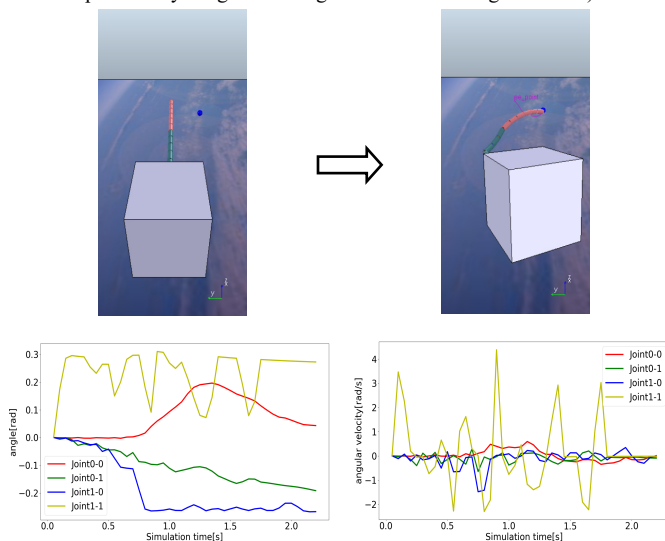 y
z
x
y
z
x
0.3
0.2
0.1
0.0
−0.1
−0.2
angle[rad]
Joint0-0
Joint0-1
Joint1-0
Joint1-1
0.0 0.5 1.0 1.5 2.0
Simulation time[s]
4
3
2
1
0
−1
−2
angular velocity[rad/s]
Joint0-0
Joint0-1
Joint1-0
Joint1-1
0.0 0.5 1.0 1.5 2.0
Simulation time[s]